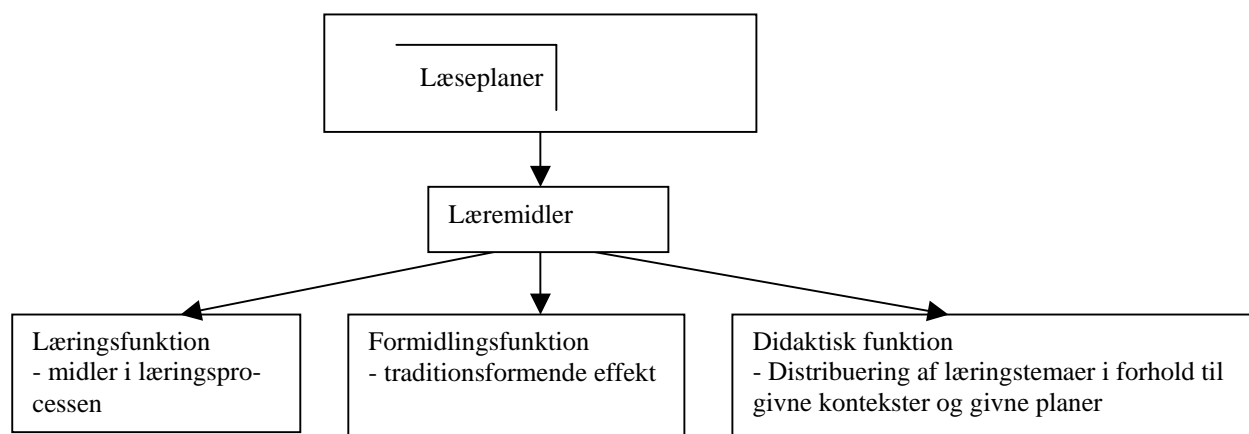 Læseplaner
Læremidler
Læringsfunktion
- midler i læringspro-
cessen
Formidlingsfunktion
- traditionsformende effekt
Didaktisk funktion
- Distribuering af læringstemaer i forhold til
givne kontekster og givne planer